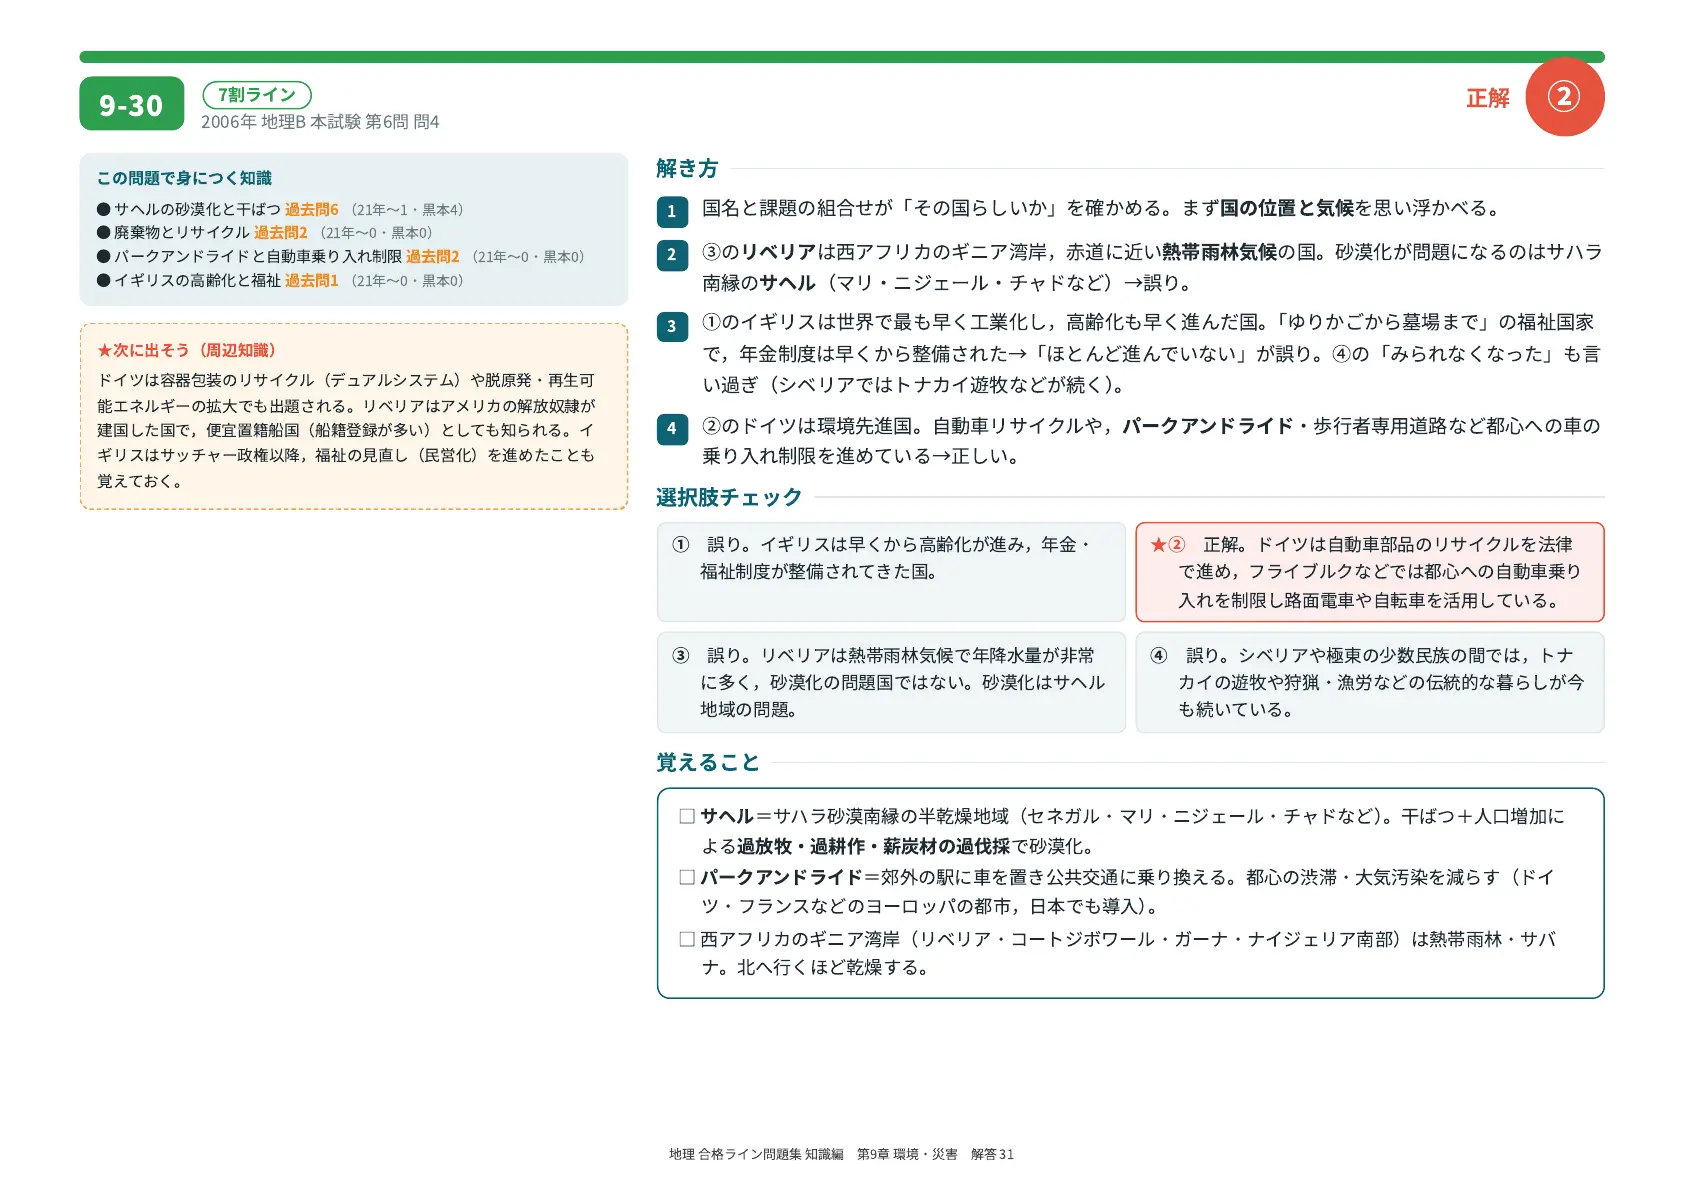 9-30
7割ライン
2006年 地理B 本試験 第6問 問4
正解 ②
この問題で身につく知識
● サヘルの砂漠化と干ばつ 過去問6 （21年〜1・黒本4）
● 廃棄物とリサイクル 過去問2 （21年〜0・黒本0）
● パークアンドライドと自動車乗り入れ制限 過去問2 （21年〜0・黒本0）
● イギリスの高齢化と福祉 過去問1 （21年〜0・黒本0）
★次に出そう（周辺知識）
ドイツは容器包装のリサイクル（デュアルシステム）や脱原発・再生可
能エネルギーの拡大でも出題される。リベリアはアメリカの解放奴隷が
建国した国で，便宜置籍船国（船籍登録が多い）としても知られる。イ
ギリスはサッチャー政権以降，福祉の見直し（民営化）を進めたことも
覚えておく。
解き方
1 国名と課題の組合せが「その国らしいか」を確かめる。まず国の位置と気候を思い浮かべる。
2 ③のリベリアは西アフリカのギニア湾岸，赤道に近い熱帯雨林気候の国。砂漠化が問題になるのはサハラ
南縁のサヘル（マリ・ニジェール・チャドなど）→誤り。
3 ①のイギリスは世界で最も早く工業化し，高齢化も早く進んだ国。「ゆりかごから墓場まで」の福祉国家
で，年金制度は早くから整備された→「ほとんど進んでいない」が誤り。④の「みられなくなった」も言
い過ぎ（シベリアではトナカイ遊牧などが続く）。
4 ②のドイツは環境先進国。自動車リサイクルや，パークアンドライド・歩行者専用道路など都心への車の
乗り入れ制限を進めている→正しい。
選択肢チェック
① 誤り。イギリスは早くから高齢化が進み，年金・
福祉制度が整備されてきた国。
★② 正解。ドイツは自動車部品のリサイクルを法律
で進め，フライブルクなどでは都心への自動車乗り
入れを制限し路面電車や自転車を活用している。
③ 誤り。リベリアは熱帯雨林気候で年降水量が非常
に多く，砂漠化の問題国ではない。砂漠化はサヘル
地域の問題。
④ 誤り。シベリアや極東の少数民族の間では，トナ
カイの遊牧や狩猟・漁労などの伝統的な暮らしが今
も続いている。
覚えること
□ サヘル＝サハラ砂漠南縁の半乾燥地域（セネガル・マリ・ニジェール・チャドなど）。干ばつ＋人口増加に
よる過放牧・過耕作・薪炭材の過伐採で砂漠化。
□ パークアンドライド＝郊外の駅に車を置き公共交通に乗り換える。都心の渋滞・大気汚染を減らす（ドイ
ツ・フランスなどのヨーロッパの都市，日本でも導入）。
□ 西アフリカのギニア湾岸（リベリア・コートジボワール・ガーナ・ナイジェリア南部）は熱帯雨林・サバ
ナ。北へ行くほど乾燥する。
地理 合格ライン問題集 知識編 第9章 環境・災害 解答 31